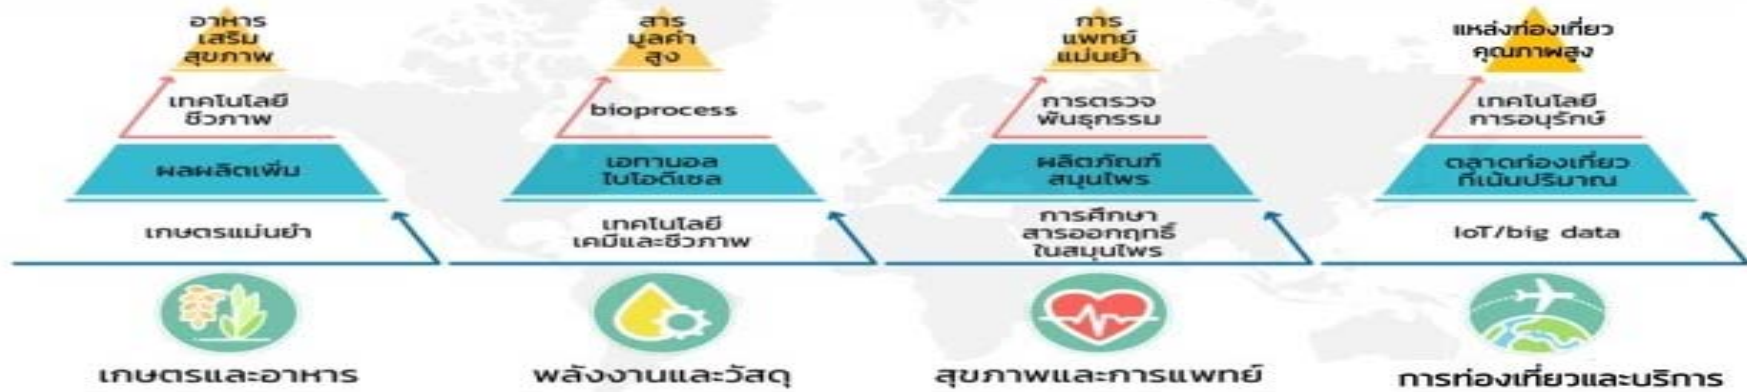 อาหาร
เสริม
สุขภาพ
เทคโนโลยี
ชีวภาพ
ผลผลิตเพิ่ม
เกษตรแม่นยำ
เกษตรและอาหาร
สาร
มูลค่า
สูง
bioprocess
เอทานอล
ไบโอดีเซล
เทคโนโลยี
เคมีและชีวภาพ
พลังงานและวัสดุ
การ
แพทย์
แม่นยำ
การตรวจ
พันธุกรรม
ผลิตภัณฑ์
สมุนไพร
การศึกษา
สารออกฤทธิ์
ในสมุนไพร
สุขภาพและการแพทย์
แหล่งท่องเที่ยว
คุณภาพสูง
เทคโนโลยี
การอนุรักษ์
ตลาดท่องเที่ยว
ที่เน้นปริมาณ
IoT/big data
การท่องเที่ยวและบริการ